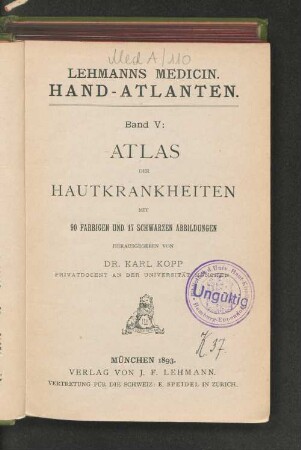 Med A/110
LEHMANNS MEDICIN.
HAND-ATLANTEN.
Band V:
ATLAS
DER
HAUTKRANKHEITEN
MIT
90 FARBIGEN UND 17 SCHWARZEN ABBILDUNGEN
HERAUSGEGEBEN VON
DR. KARL KOPP
PRIVATDOCENT AN DER UNIVERSITÄT
Ungültig
K 37.
MÜNCHEN 1893.
VERLAG VON J. F. LEHMANN.
VERTRETUNG FÜR DIE SCHWEIZ: E. SPEIDEL IN ZÜRICH.